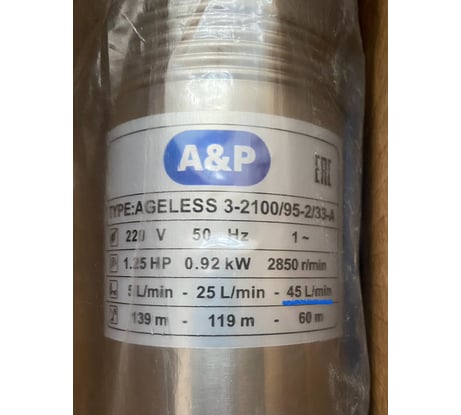 A&P
EAC
TYPE:AGELESS 3-2100/95-2/33-A
220 V 50 Hz 1~
1.25 HP 0.92 kW 2850 r/min
5 L/min - 25 L/min - 45 L/min
139 m - 119 m - 60 m